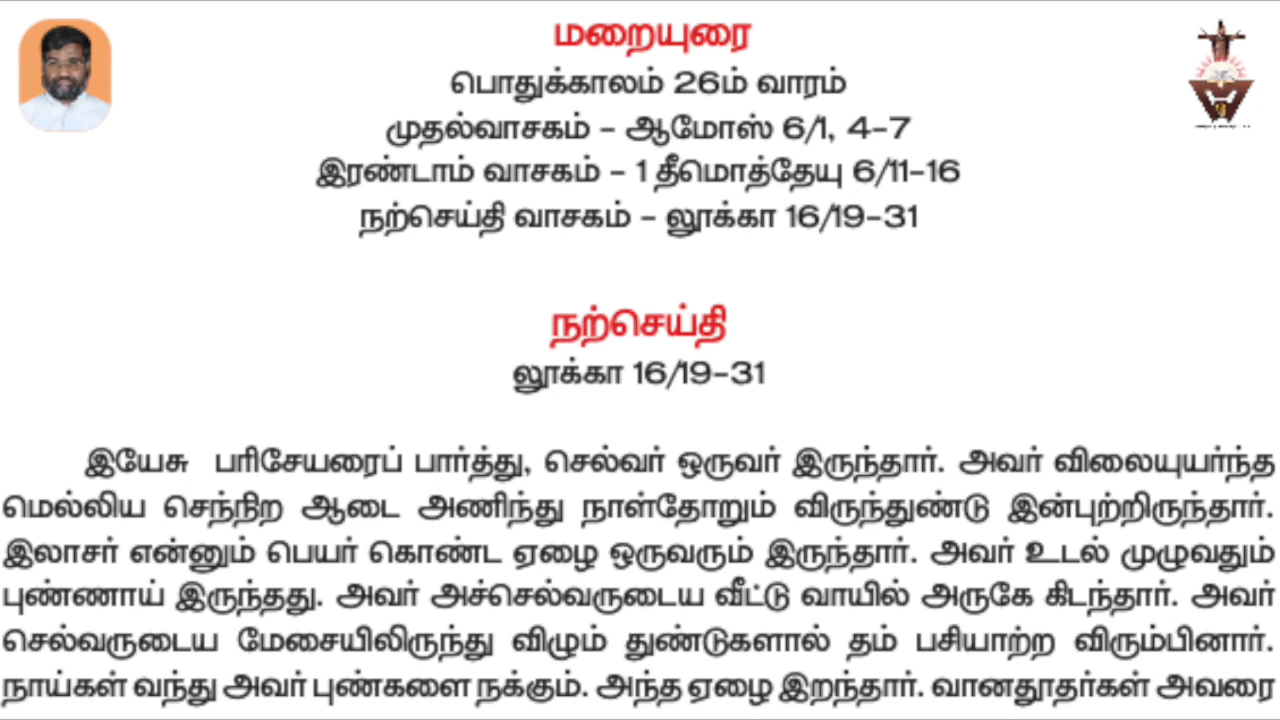 மறையுரை
பொதுக்காலம் 26ம் வாரம்
முதல்வாசகம் – ஆமோஸ் 6/1, 4-7
இரண்டாம் வாசகம் – 1 தீமொத்தேயு 6/11-16
நற்செய்தி வாசகம் – லூக்கா 16/19-31
நற்செய்தி
லூக்கா 16/19-31
இயேசு பரிசேயரைப் பார்த்து, செல்வர் ஒருவர் இருந்தார். அவர் விலையுயர்ந்த
மெல்லிய செந்நிற ஆடை அணிந்து நாள்தோறும் விருந்துண்டு இன்புற்றிருந்தார்.
இலாசர் என்னும் பெயர் கொண்ட ஏழை ஒருவரும் இருந்தார். அவர் உடல் முழுவதும்
புண்ணாய் இருந்தது. அவர் அச்செல்வருடைய வீட்டு வாயில் அருகே கிடந்தார். அவர்
செல்வருடைய மேசையிலிருந்து விழும் துண்டுகளால் தம் பசியாற்ற விரும்பினார்.
நாய்கள் வந்து அவர் புண்களை நக்கும். அந்த ஏழை இறந்தார். வானதூதர்கள் அவரை